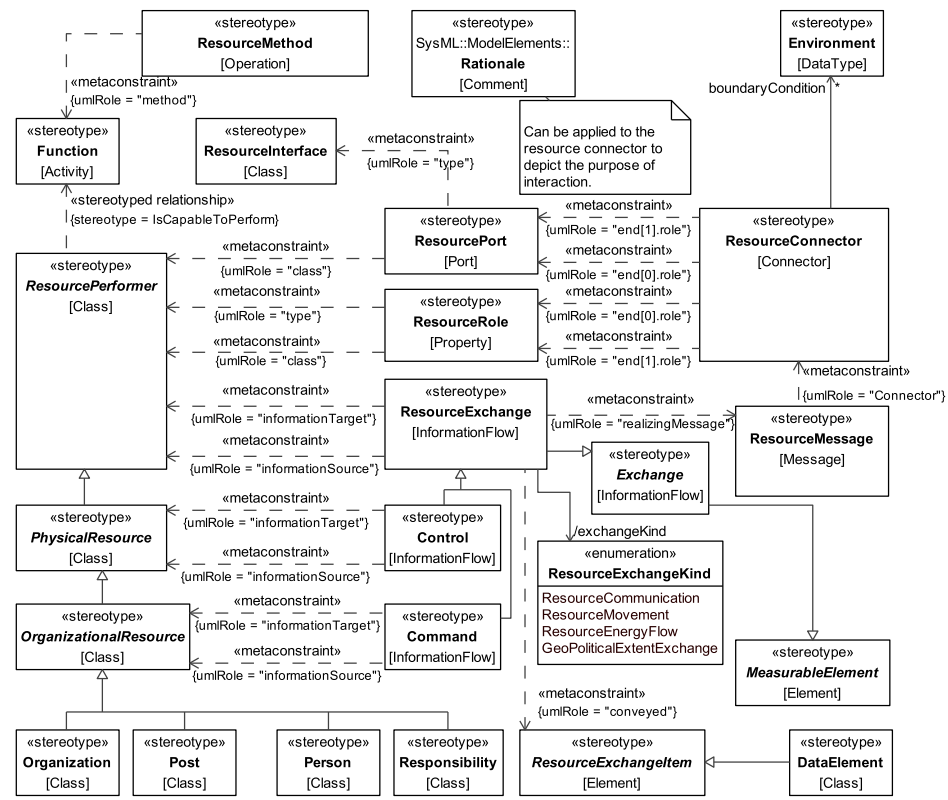 «stereotype»
ResourceMethod
[Operation]
«stereotype»
SysML::ModelElements::
Rationale
[Comment]
«stereotype»
Environment
[DataType]
«metaconstraint»
{umlRole = "method"}
boundaryCondition *
Can be applied to the
resource connector to
depict the purpose of
interaction.
«stereotype»
Function
[Activity]
«stereotype»
ResourceInterface
[Class]
«metaconstraint»
{umlRole = "type"}
«stereotyped relationship»
{stereotype = IsCapableToPerform}
«stereotype»
ResourcePort
[Port]
«metaconstraint»
{umlRole = "end[1].role"}
«metaconstraint»
{umlRole = "end[0].role"}
«stereotype»
ResourceConnector
[Connector]
«metaconstraint»
{umlRole = "class"}
«stereotype»
ResourcePerformer
[Class]
«metaconstraint»
{umlRole = "type"}
«metaconstraint»
{umlRole = "class"}
«stereotype»
ResourceRole
[Property]
«metaconstraint»
{umlRole = "end[0].role"}
«metaconstraint»
{umlRole = "end[1].role"}
«metaconstraint»
{umlRole = "Connector"}
«metaconstraint»
{umlRole = "informationTarget"}
«metaconstraint»
{umlRole = "informationSource"}
«stereotype»
ResourceExchange
[InformationFlow]
«metaconstraint»
{umlRole = "realizingMessage"}
«stereotype»
ResourceMessage
[Message]
«stereotype»
Exchange
[InformationFlow]
«stereotype»
PhysicalResource
[Class]
«metaconstraint»
{umlRole = "informationTarget"}
«metaconstraint»
{umlRole = "informationSource"}
«stereotype»
Control
[InformationFlow]
/exchangeKind
«enumeration»
ResourceExchangeKind
ResourceCommunication
ResourceMovement
ResourceEnergyFlow
GeoPoliticalExtentExchange
«stereotype»
OrganizationalResource
[Class]
«metaconstraint»
{umlRole = "informationTarget"}
«metaconstraint»
{umlRole = "informationSource"}
«stereotype»
Command
[InformationFlow]
«stereotype»
MeasurableElement
[Element]
«metaconstraint»
{umlRole = "conveyed"}
«stereotype»
Organization
[Class]
«stereotype»
Post
[Class]
«stereotype»
Person
[Class]
«stereotype»
Responsibility
[Class]
«stereotype»
ResourceExchangeItem
[Element]
«stereotype»
DataElement
[Class]